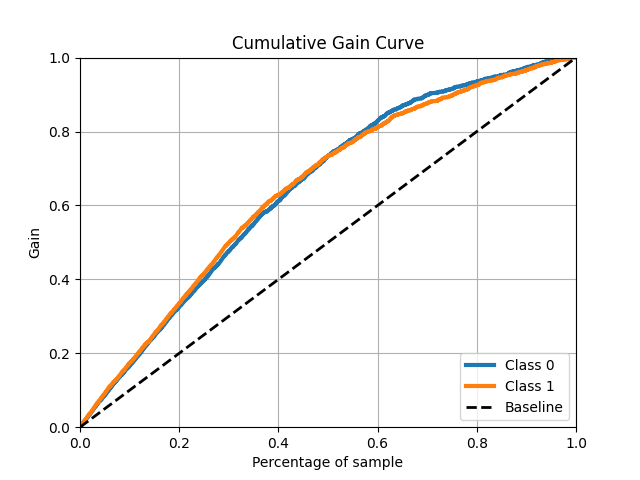 Cumulative Gain Curve
Gain
1.0
0.8
0.6
0.4
0.2
0.0
0.0 0.2 0.4 0.6 0.8 1.0
Percentage of sample
Class 0
Class 1
Baseline